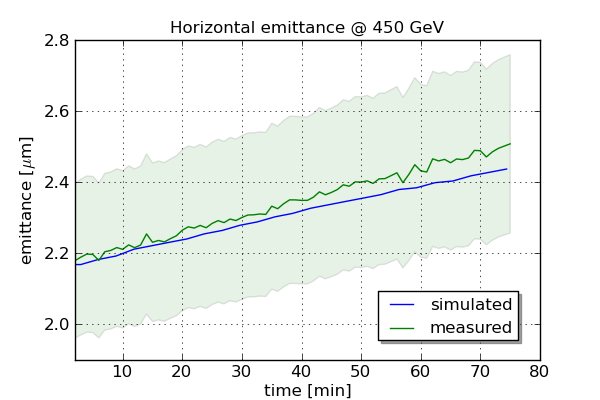 Horizontal emittance @ 450 GeV
2.8
2.6
2.4
2.2
2.0
emittance [μm]
simulated
measured
10 20 30 40 50 60 70 80
time [min]